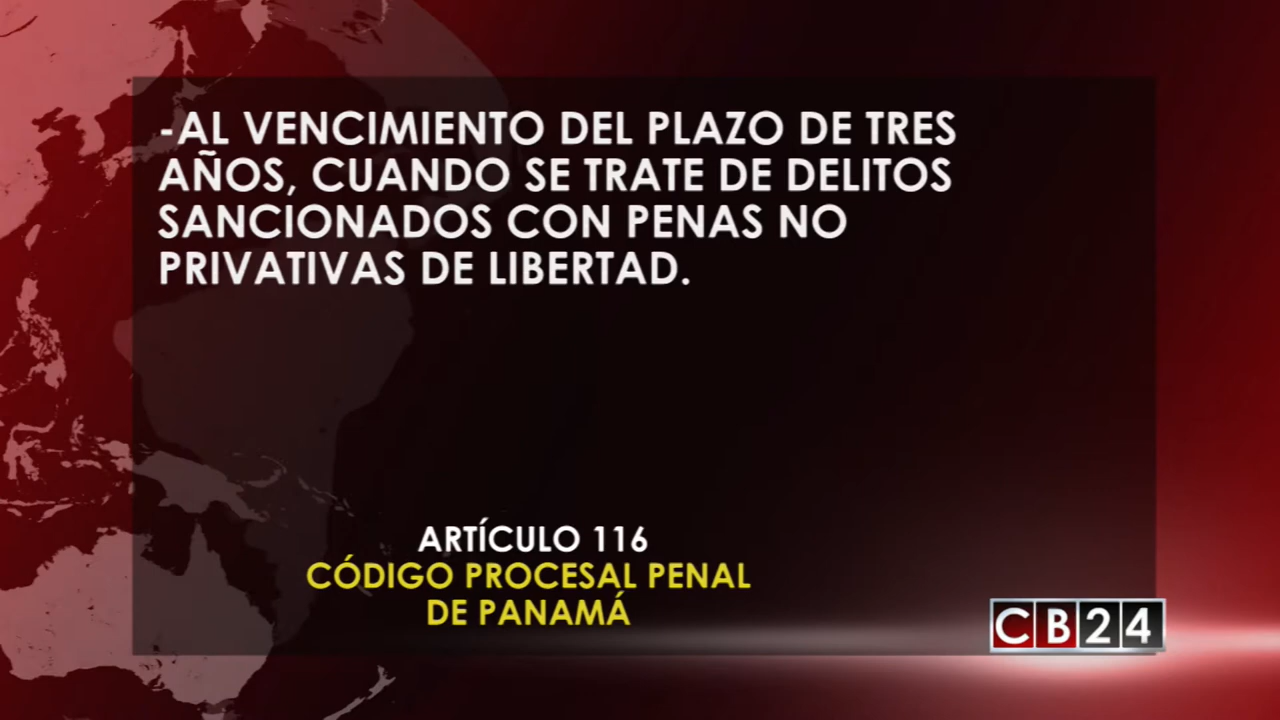 -AL VENCIMIENTO DEL PLAZO DE TRES
AÑOS, CUANDO SE TRATE DE DELITOS
SANCIONADOS CON PENAS NO
PRIVATIVAS DE LIBERTAD.
ARTÍCULO 116
CÓDIGO PROCESAL PENAL
DE PANAMÁ
CB24